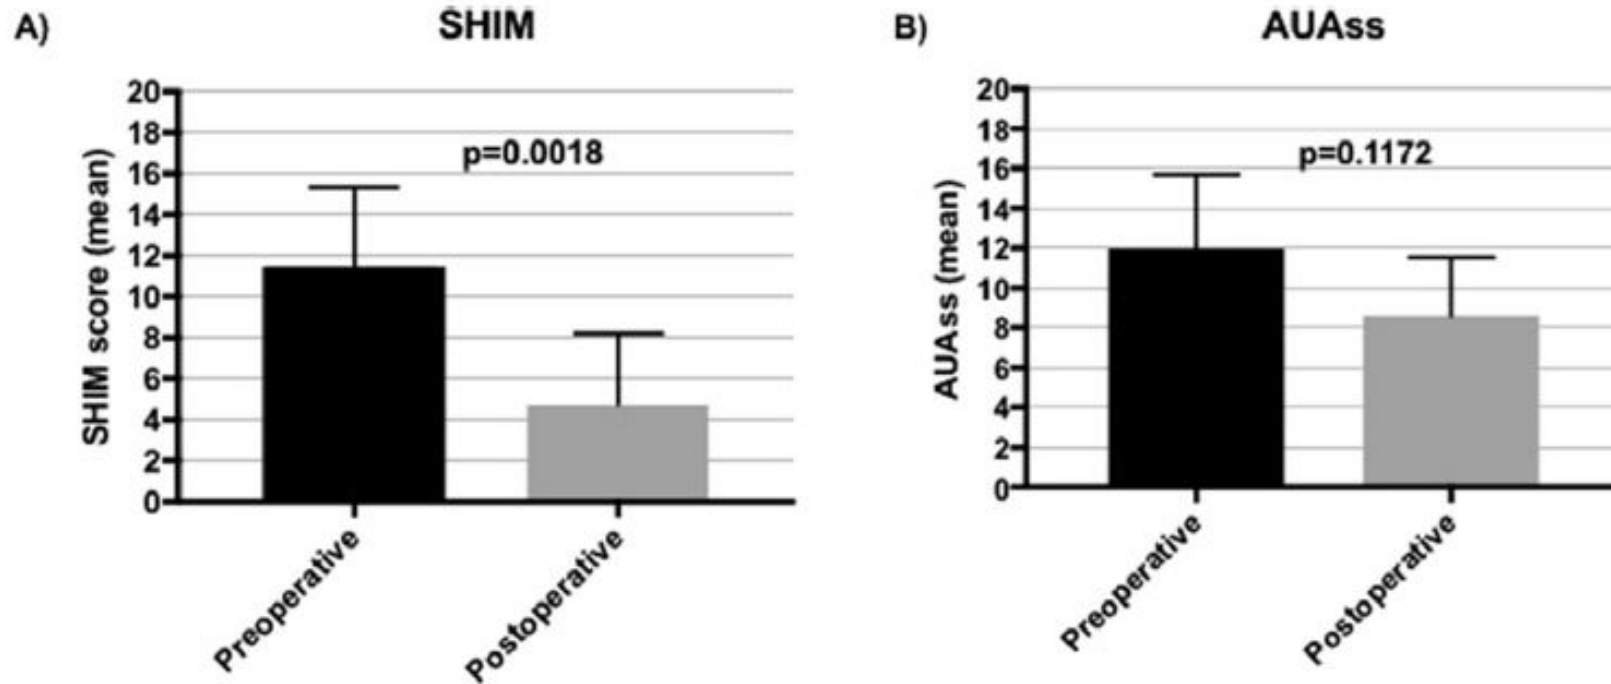 A)
SHIM
SHIM score (mean)
20
18
16
14
12
10
8
6
4
2
0
p=0.0018
Preoperative
Postoperative
B)
AUAss
AUAss (mean)
20
18
16
14
12
10
8
6
4
2
0
p=0.1172
Preoperative
Postoperative